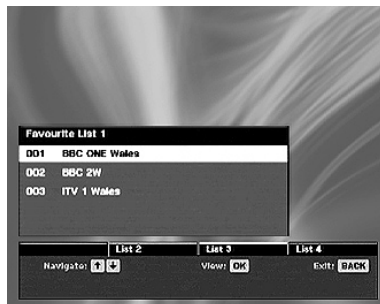 Favourite List 1
001 BBC ONE Wales
002 BBC 2W
003 ITV 1 Wales
List 2 List 3 List 4
Navigate: ↑ ↓ View: OK Exit: BACK